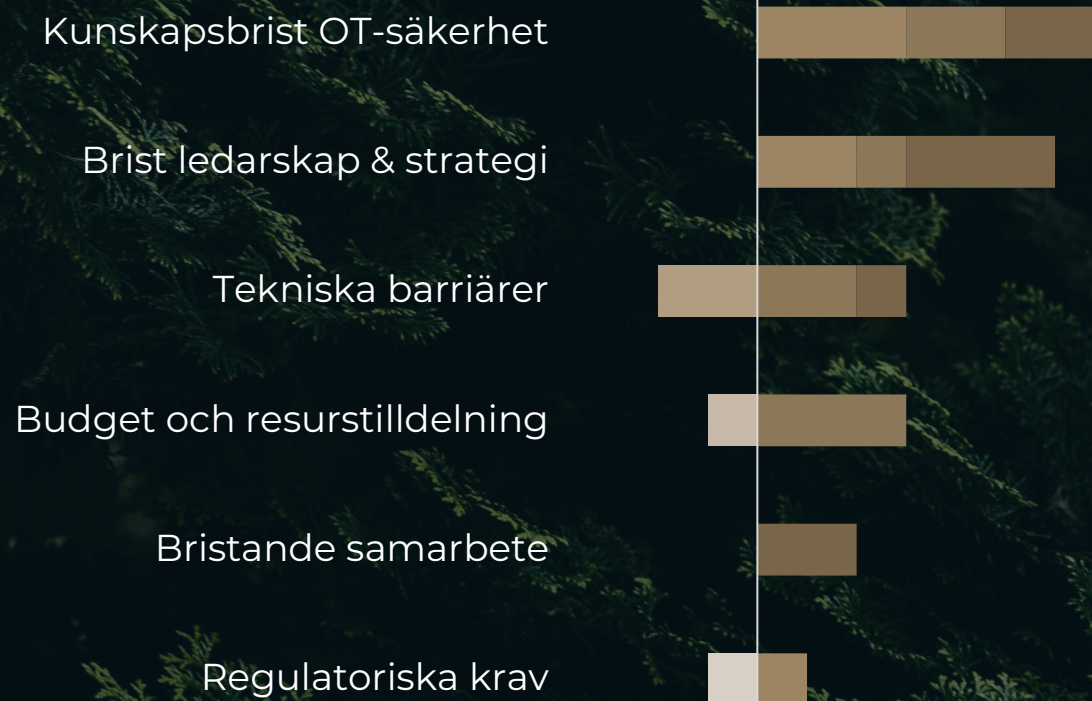 Kunskapsbrist OT-säkerhet
Brist ledarskap & strategi
Tekniska barriärer
Budget och resurstilldelning
Bristande samarbete
Regulatoriska krav